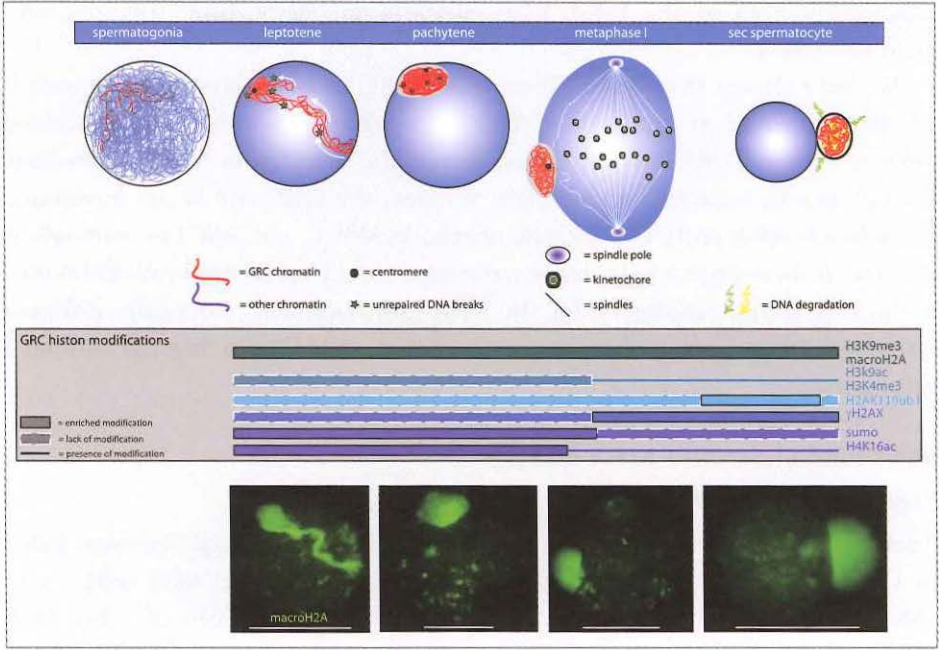 spermatogonia leptotene pachytene metaphase I sec spermatocyte
= GRC chromatin
= centromere
= spindle pole
= kinetochore
= other chromatin
= unrepaired DNA breaks
= spindles
= DNA degradation
GRC histon modifications
H3K9me3
macroH2A
H3k9ac
H3K4me3
H2AK119ub1
γH2AX
sumo
H4K16ac
= enriched modification
= lack of modification
= presence of modification
macroH2A